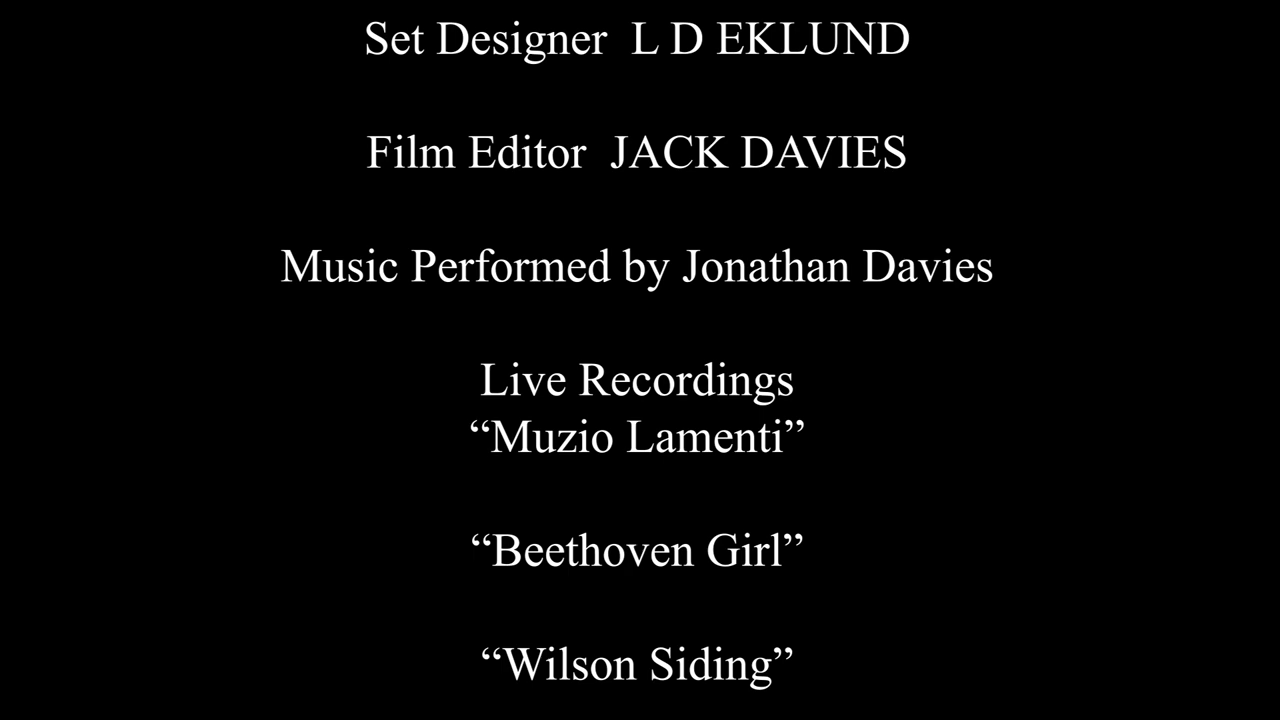 Set Designer  L D EKLUND
Film Editor  JACK DAVIES
Music Performed by Jonathan Davies
Live Recordings
“Muzio Lamenti”
“Beethoven Girl”
“Wilson Siding”